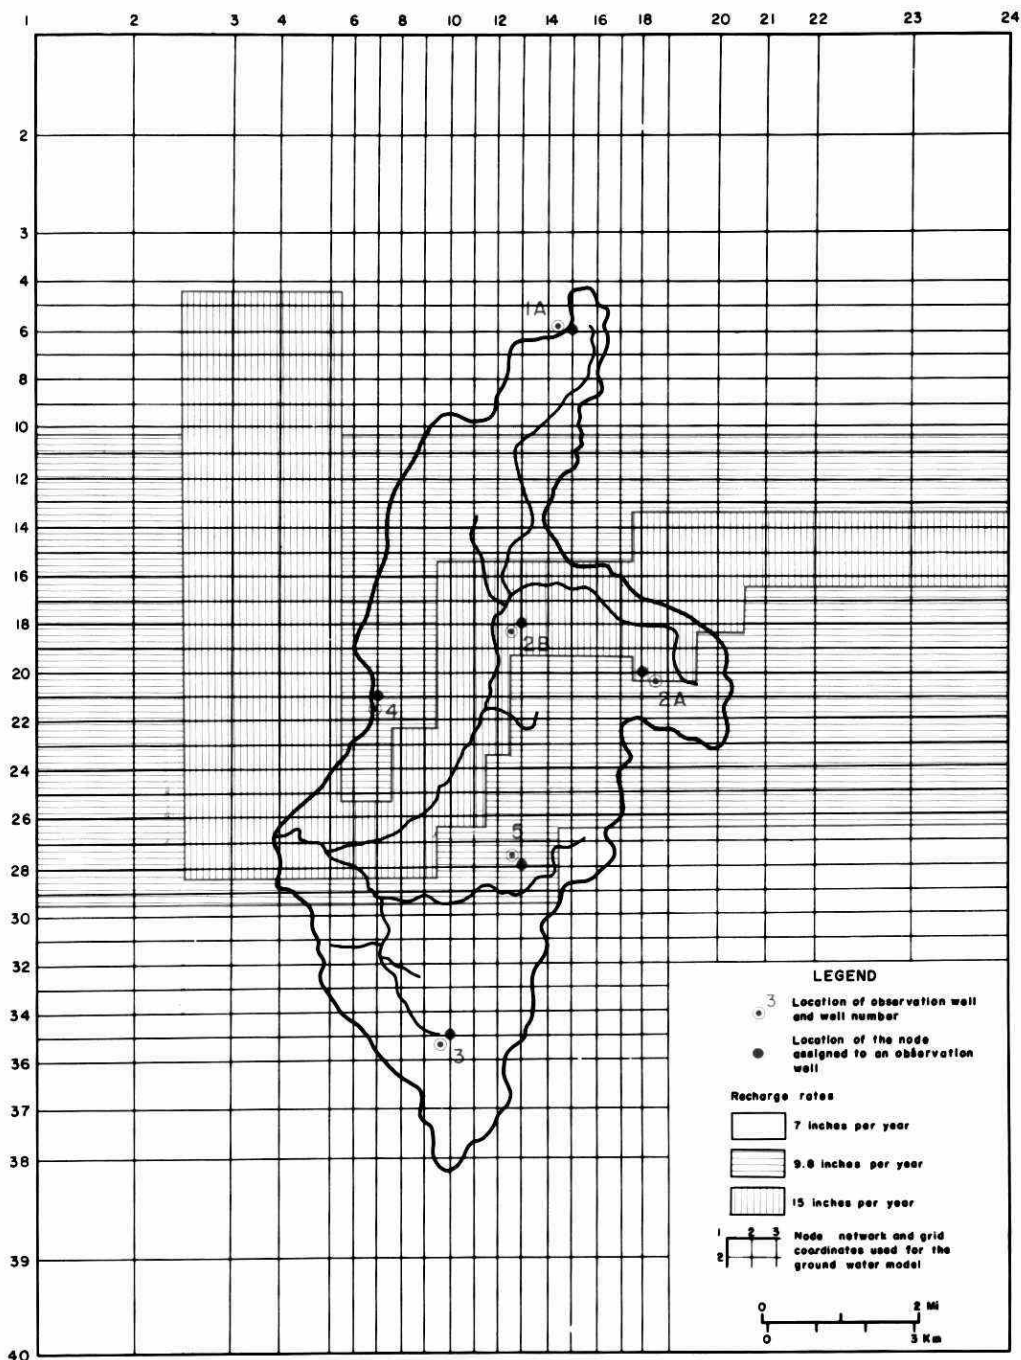 1 2 3 4 6 8 10 12 14 16 18 20 21 22 23 24
2
3
4
6
8
10
12
14
16
18
20
22
24
26
28
30
32
34
36
37
38
39
40
1A
2B
2A
4
5
3
LEGEND
3 Location of observation well
and well number
Location of the node
assigned to an observation
well
Recharge rates
7 inches per year
9.8 inches per year
15 inches per year
1 2 3
2
Node network and grid
coordinates used for the
ground water model
0 2 Mi
0 3 Km